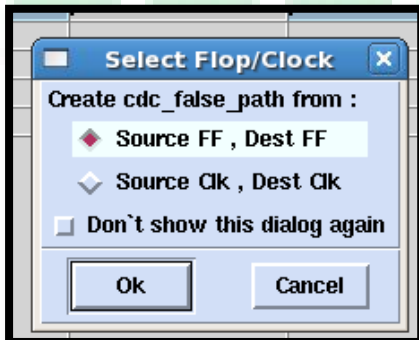 Select Flop/Clock
Create cdc_false_path from :
Source FF , Dest FF
Source Clk , Dest Clk
Don`t show this dialog again
Ok Cancel